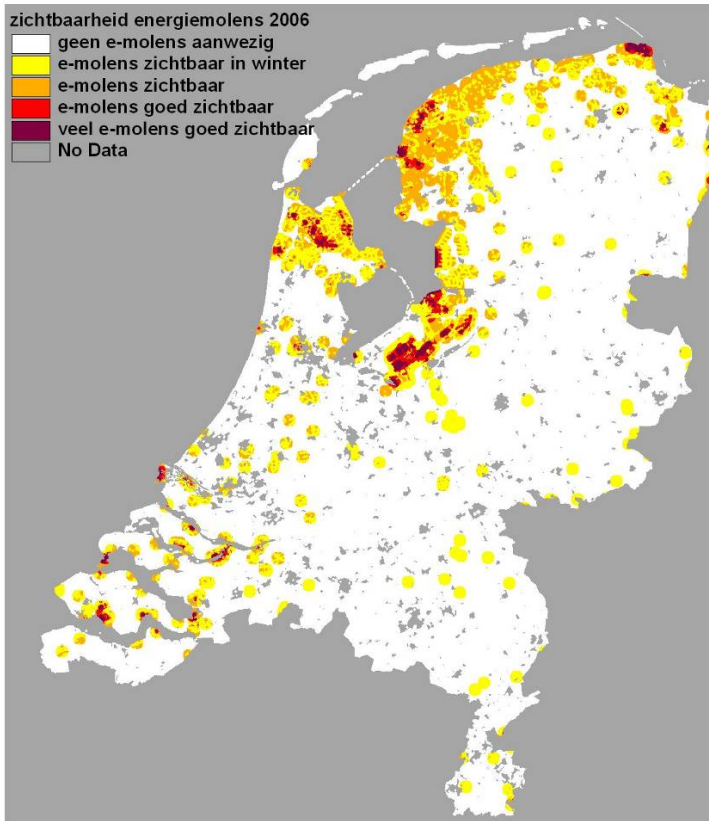 zichtbaarheid energiemolens 2006
geen e-molens aanwezig
e-molens zichtbaar in winter
e-molens zichtbaar
e-molens goed zichtbaar
veel e-molens goed zichtbaar
No Data